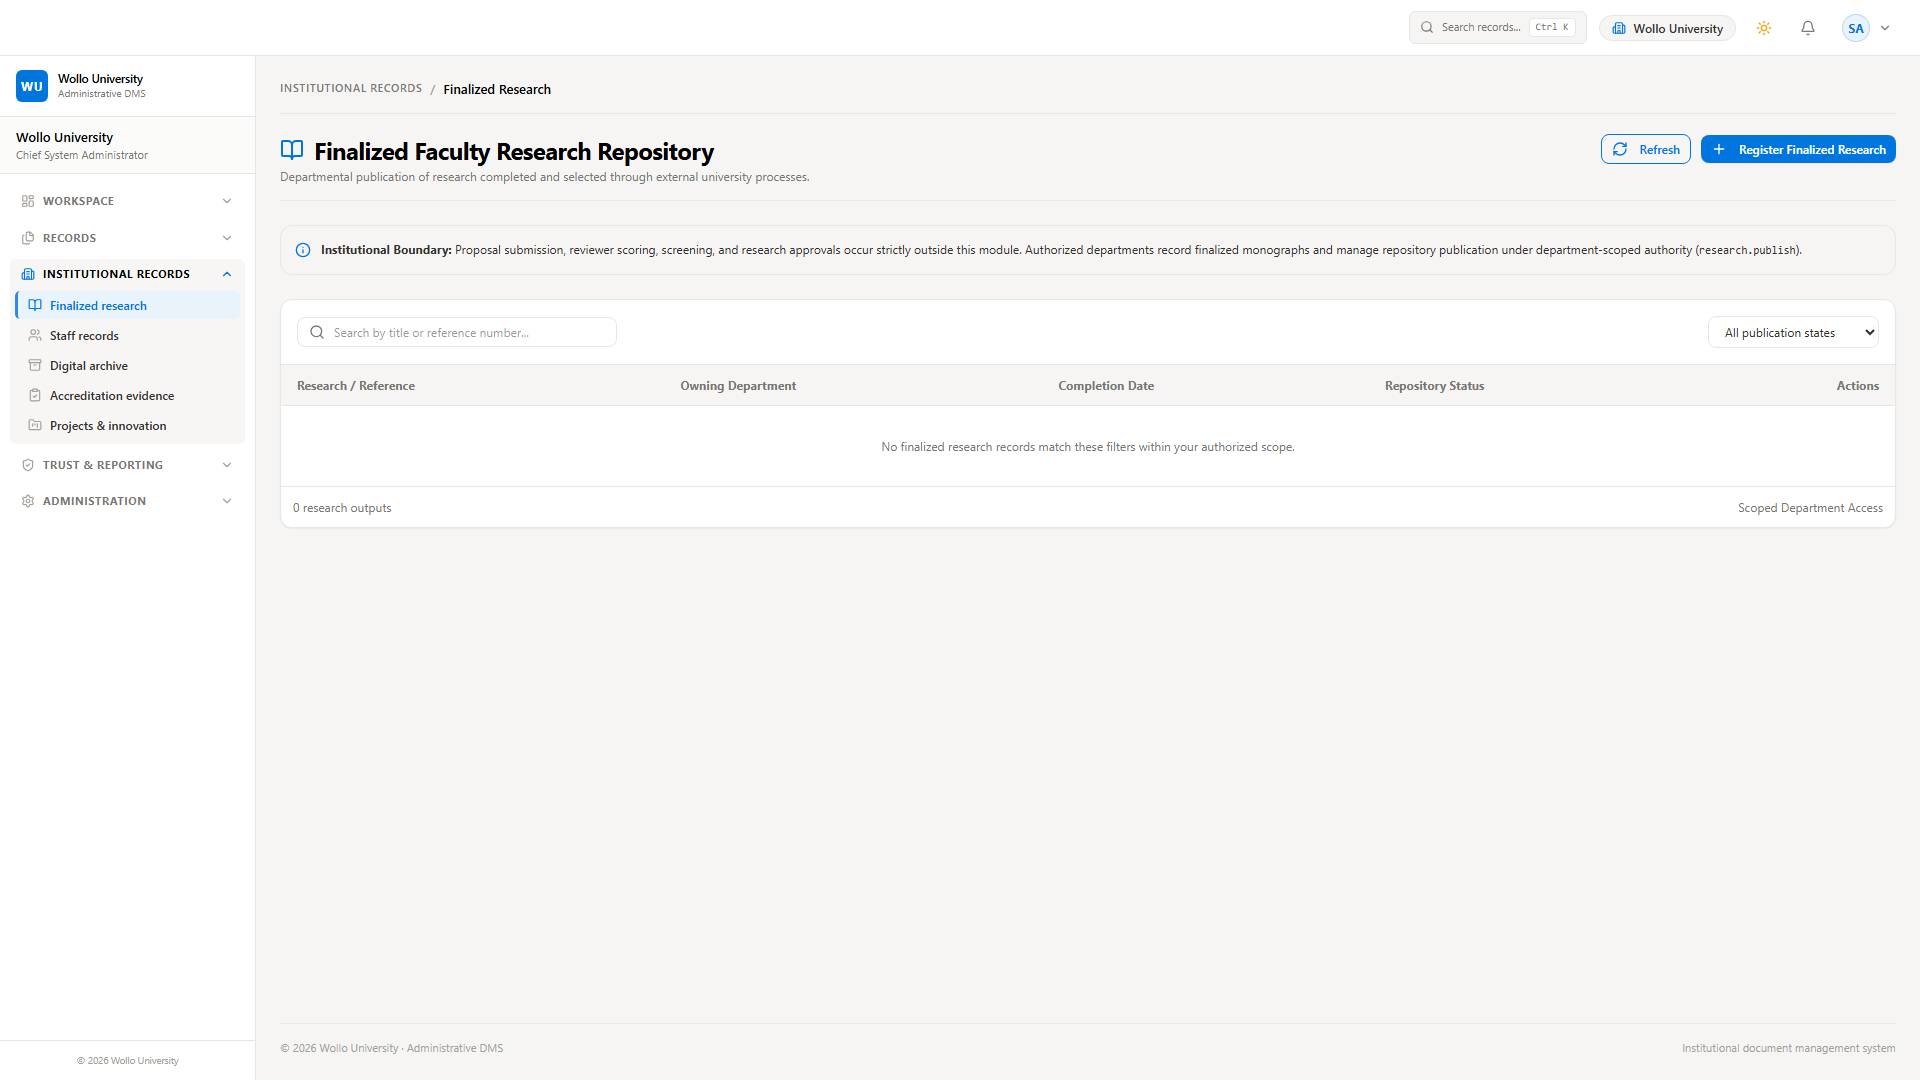 Search records... Ctrl K
Wollo University
SA
WU
Wollo University
Administrative DMS
Wollo University
Chief System Administrator
WORKSPACE
RECORDS
INSTITUTIONAL RECORDS
Finalized research
Staff records
Digital archive
Accreditation evidence
Projects & innovation
TRUST & REPORTING
ADMINISTRATION
© 2026 Wollo University
INSTITUTIONAL RECORDS / Finalized Research
Finalized Faculty Research Repository
Departmental publication of research completed and selected through external university processes.
Refresh
Register Finalized Research
Institutional Boundary: Proposal submission, reviewer scoring, screening, and research approvals occur strictly outside this module. Authorized departments record finalized monographs and manage repository publication under department-scoped authority (research.publish).
Search by title or reference number...
All publication states
Research / Reference Owning Department Completion Date Repository Status Actions
No finalized research records match these filters within your authorized scope.
0 research outputs
Scoped Department Access
© 2026 Wollo University · Administrative DMS
Institutional document management system